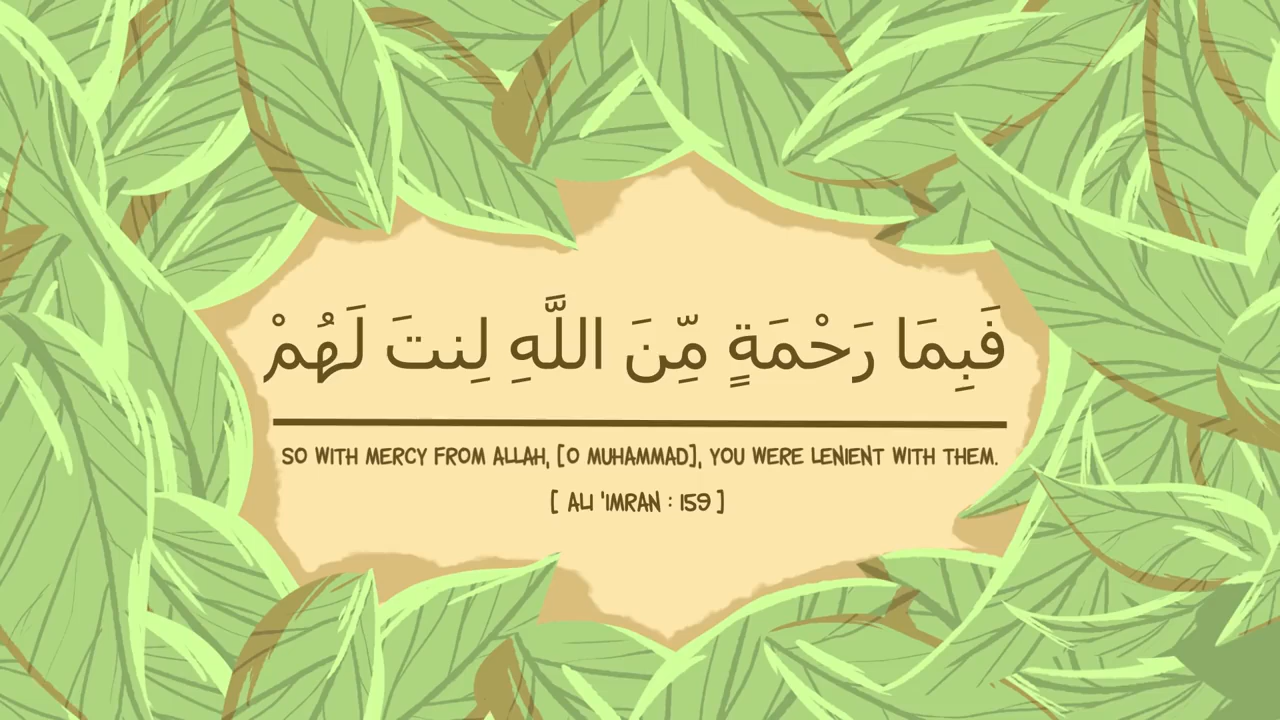 فَبِمَا رَحْمَةٍ مِّنَ اللَّهِ لِنتَ لَهُمْ
SO WITH MERCY FROM ALLAH, [O MUHAMMAD], YOU WERE LENIENT WITH THEM.
[ ALI 'IMRAN : 159 ]